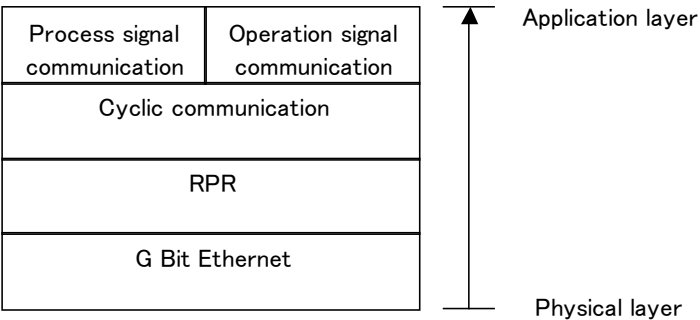 Process signal
communication
Operation signal
communication
Application layer
Cyclic communication
RPR
G Bit Ethernet
Physical layer